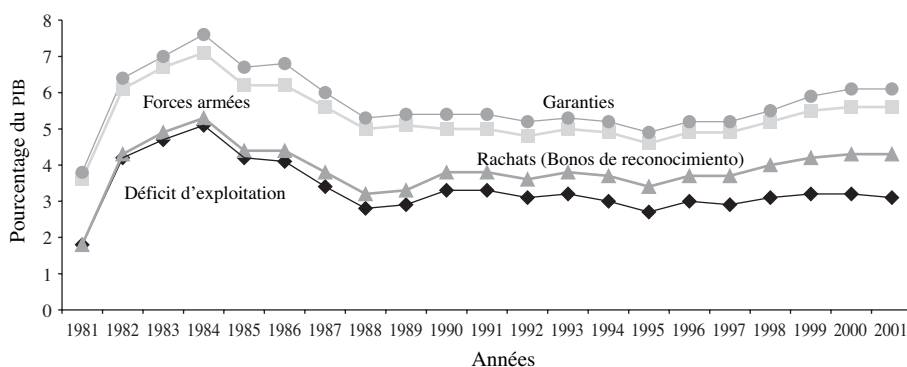 8
7
6
5
4
3
2
1
0
Pourcentage du PIB
Forces armées
Garanties
Rachats (Bonos de reconocimiento)
Déficit d'exploitation
1981 1982 1983 1984 1985 1986 1987 1988 1989 1990 1991 1992 1993 1994 1995 1996 1997 1998 1999 2000 2001
Années